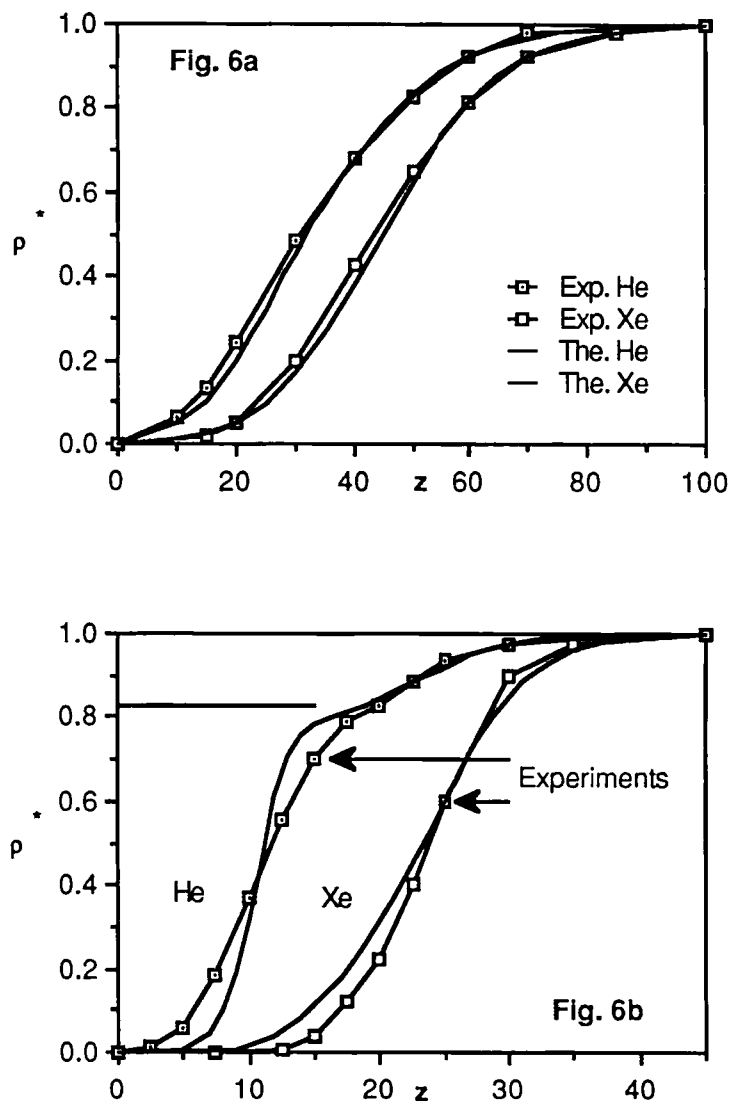 Fig. 6a
1.0
0.8
0.6
0.4
0.2
0.0
ρ *
0 20 40 z 60 80 100
Exp. He
Exp. Xe
The. He
The. Xe
1.0
0.8
0.6
0.4
0.2
0.0
ρ *
Experiments
He
Xe
Fig. 6b
0 10 20 z 30 40